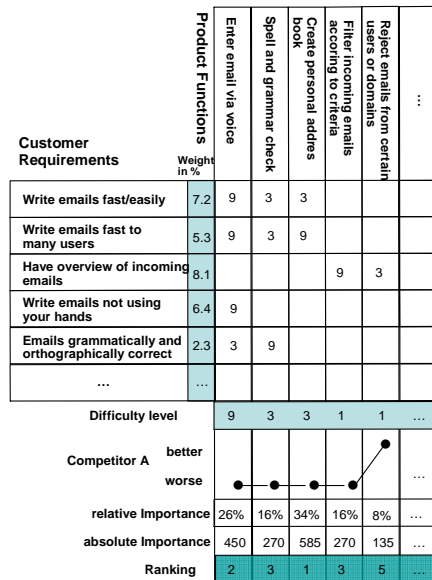 Product Functions
Enter email via voice
Spell and grammar check
Create personal addres
book
Filter incoming emails
accoring to criteria
Reject emails from certain
users or domains
...
Customer
Requirements
Weight
in %
Write emails fast/easily 7.2 9 3 3
Write emails fast to
many users 5.3 9 3 9
Have overview of incoming
emails 8.1 9 3
Write emails not using
your hands 6.4 9
Emails grammatically and
orthographically correct 2.3 3 9
... ...
Difficulty level 9 3 3 1 1 ...
Competitor A
better
worse
...
relative Importance 26% 16% 34% 16% 8% ...
absolute Importance 450 270 585 270 135 ...
Ranking 2 3 1 3 5 ...